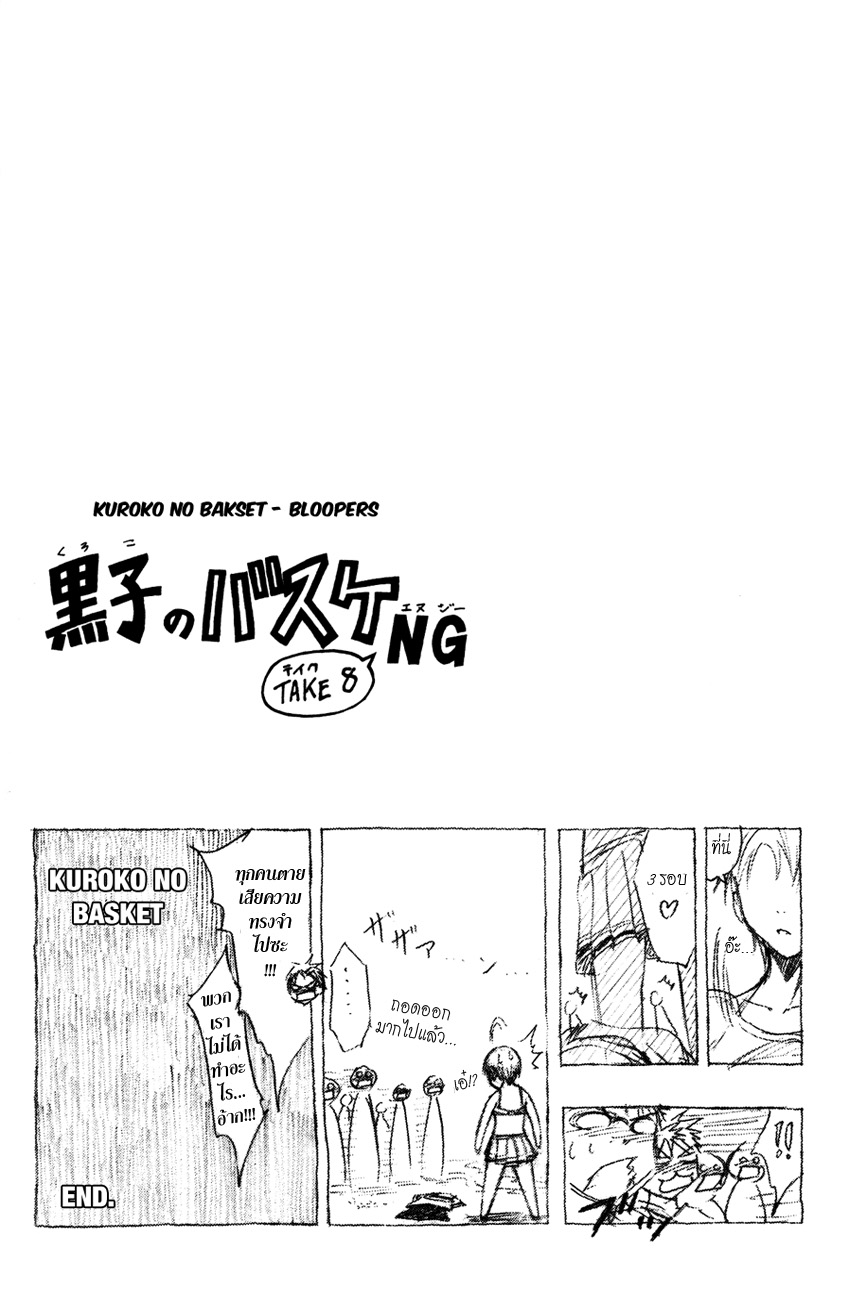 KUROKO NO BAKSET - BLOOPERS
くろこ
黒子のバスケ
エヌジー
NG
テイク
TAKE 8
ที่นี่
อ๊ะ...
3 รอบ
♡
!!
ザザァ...ン......
......
ถอดออก
มากไปแล้ว...
เอ๋!?
ทุกคนตาย
เสียความ
ทรงจำ
ไปซะ
!!!
พวก
เรา
ไม่ได้
ทำอะ
ไร...
อ้าก!!!
KUROKO NO
BASKET
END.